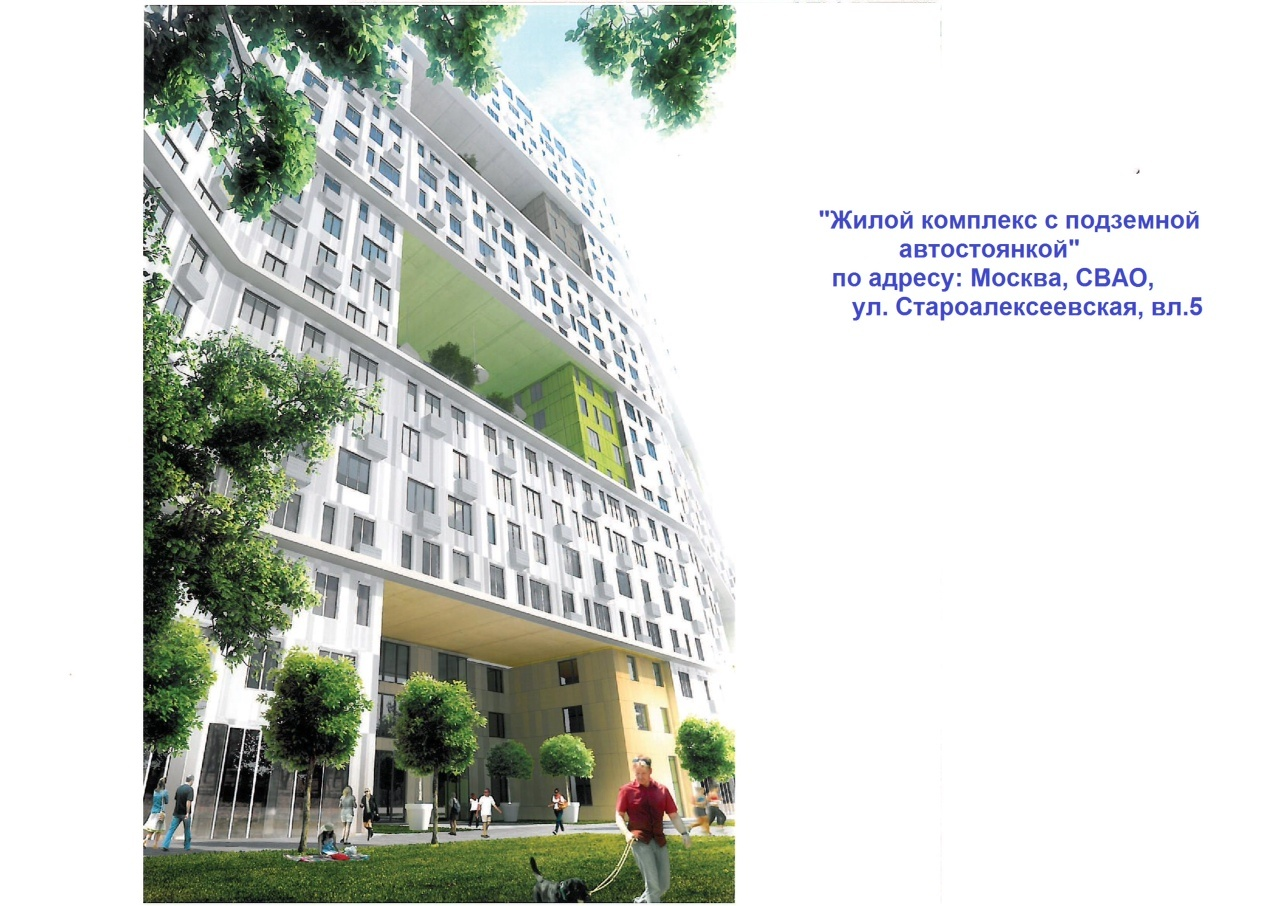 "Жилой комплекс с подземной
автостоянкой"
по адресу: Москва, СВАО,
ул. Староалексеевская, вл.5